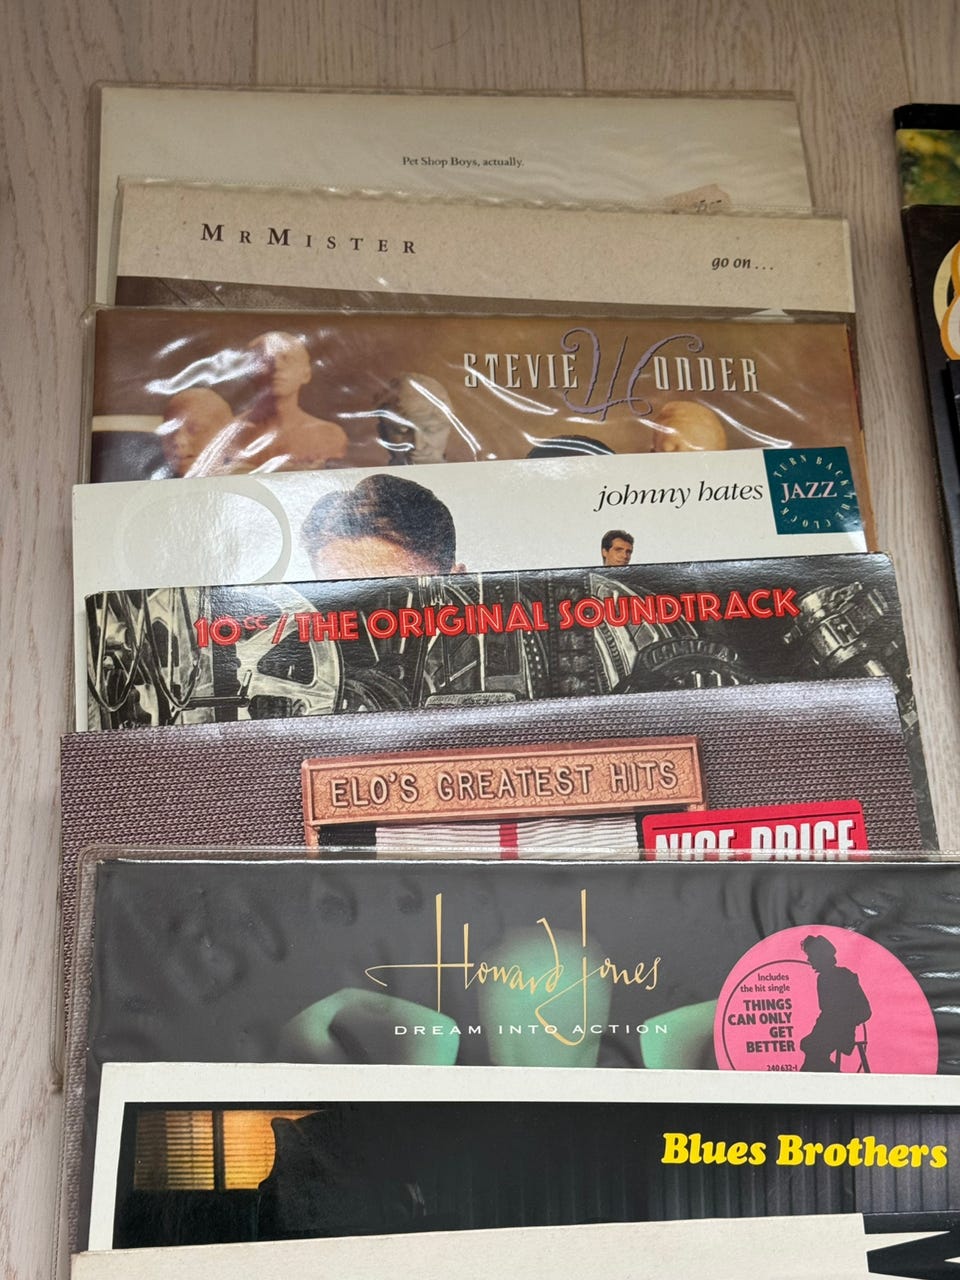 Pet Shop Boys, actually.
MR MISTER
go on...
STEVIE WONDER
johnny hates JAZZ
TURN BACK THE CLOCK
10cc / THE ORIGINAL SOUNDTRACK
ELO'S GREATEST HITS
NICE PRICE
Howard Jones
DREAM INTO ACTION
Includes
the hit single
THINGS
CAN ONLY
GET
BETTER
240 632-1
Blues Brothers